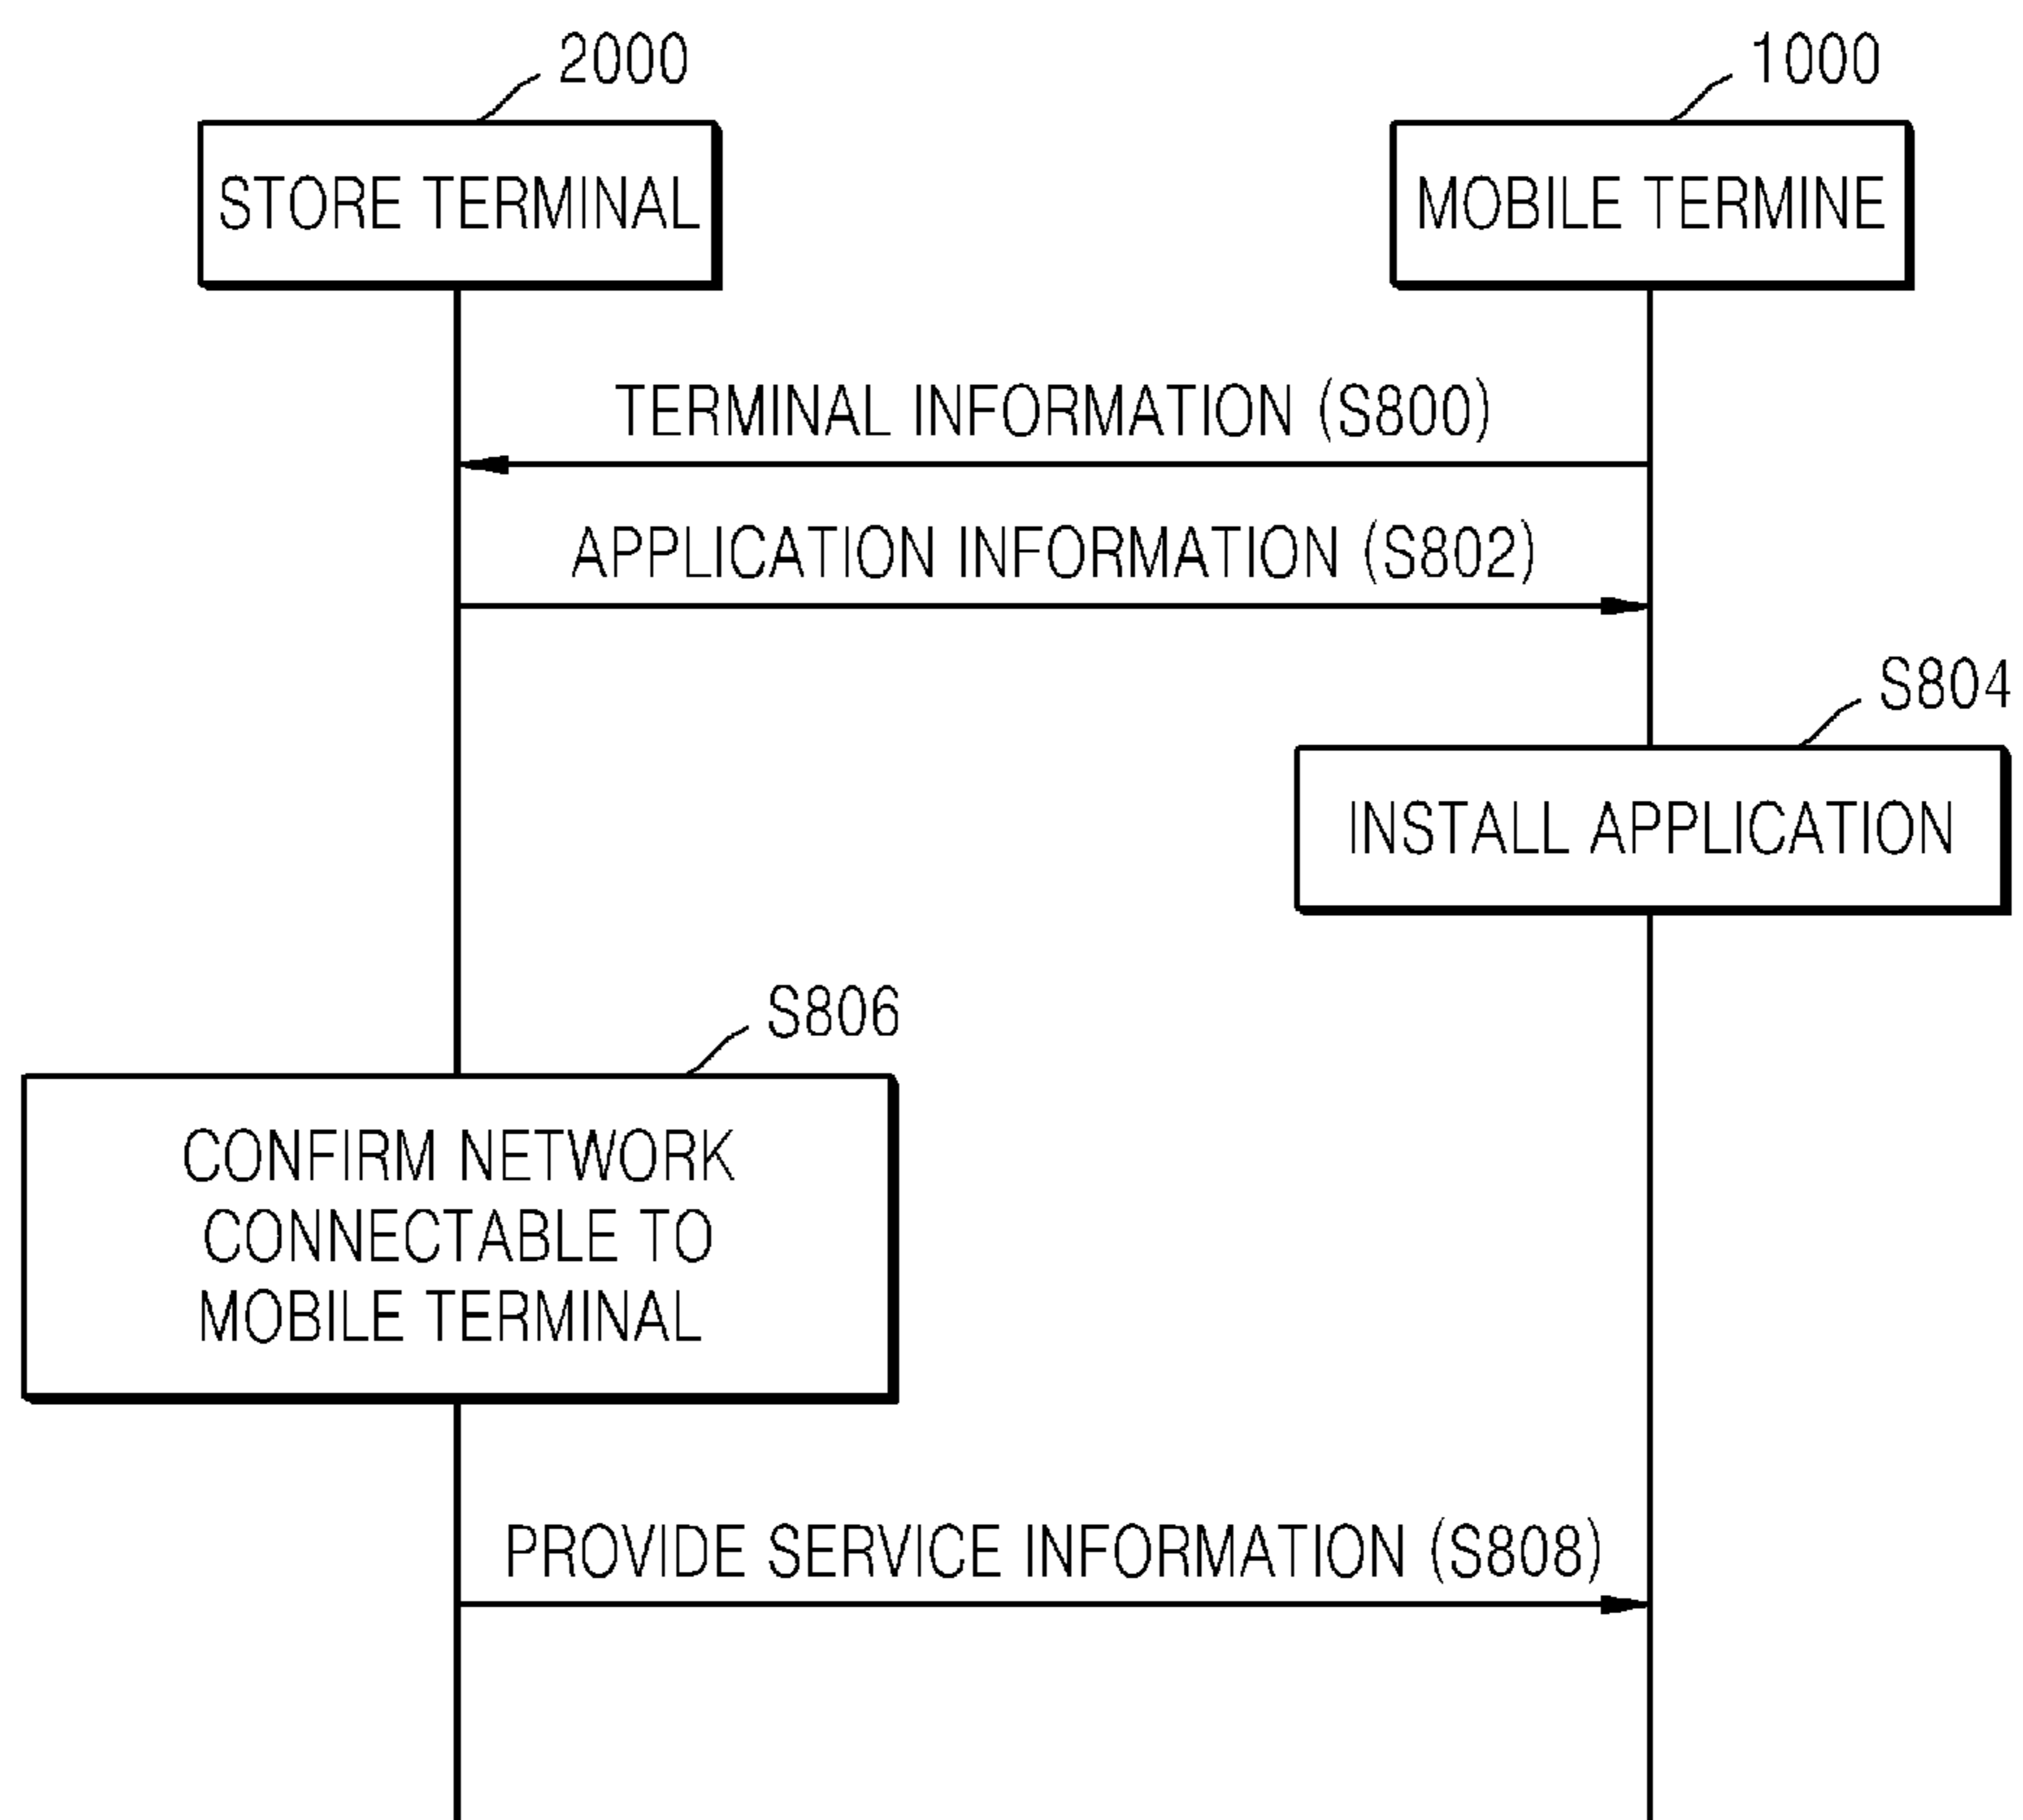 2000
1000
STORE TERMINAL
MOBILE TERMINE
TERMINAL INFORMATION (S800)
APPLICATION INFORMATION (S802)
S804
INSTALL APPLICATION
S806
CONFIRM NETWORK
CONNECTABLE TO
MOBILE TERMINAL
PROVIDE SERVICE INFORMATION (S808)